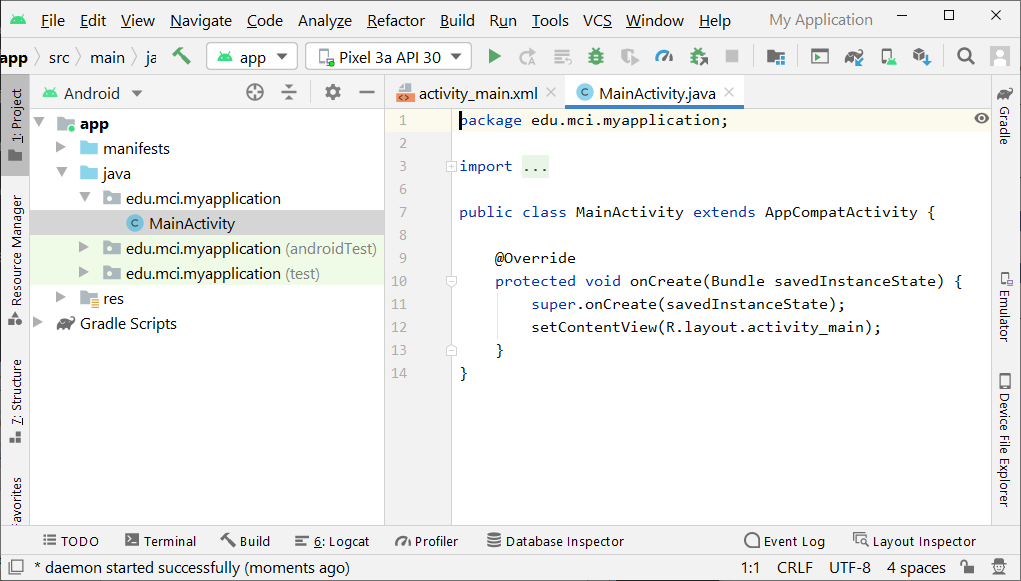 File Edit View Navigate Code Analyze Refactor Build Run Tools VCS Window Help My Application
app src main ja app Pixel 3a API 30
1: Project
Resource Manager
Z: Structure
avorites
Android
app
manifests
java
edu.mci.myapplication
MainActivity
edu.mci.myapplication (androidTest)
edu.mci.myapplication (test)
res
Gradle Scripts
activity_main.xml MainActivity.java
1 package edu.mci.myapplication;
2
3 import ...
6
7 public class MainActivity extends AppCompatActivity {
8
9 @Override
10 protected void onCreate(Bundle savedInstanceState) {
11 super.onCreate(savedInstanceState);
12 setContentView(R.layout.activity_main);
13 }
14 }
Gradle
Emulator
Device File Explorer
TODO Terminal Build 6: Logcat Profiler Database Inspector Event Log Layout Inspector
* daemon started successfully (moments ago) 1:1 CRLF UTF-8 4 spaces